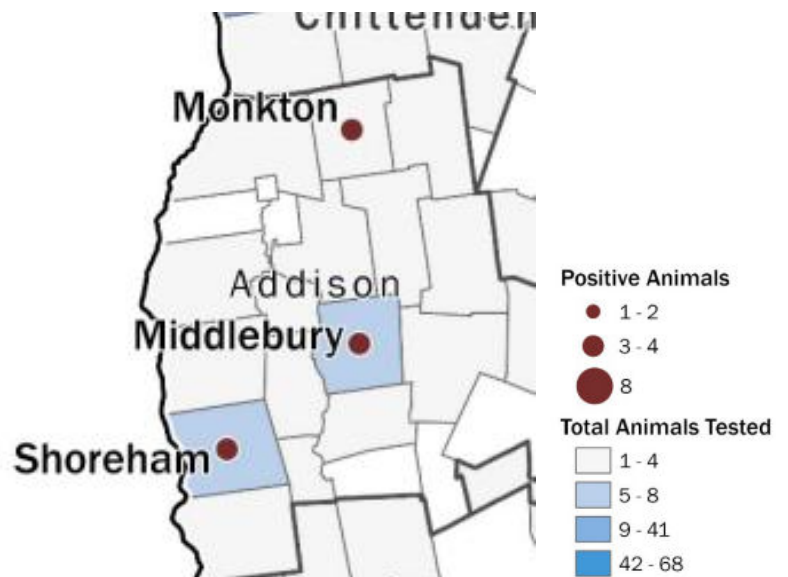 Chittenden
Monkton
Addison
Middlebury
Shoreham
Positive Animals
1 - 2
3 - 4
8
Total Animals Tested
1 - 4
5 - 8
9 - 41
42 - 68